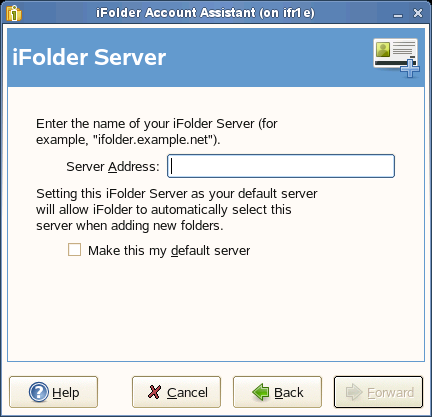 iFolder Account Assistant (on ifr1e)
iFolder Server
Enter the name of your iFolder Server (for
example, "ifolder.example.net").
Server Address:
Setting this iFolder Server as your default server
will allow iFolder to automatically select this
server when adding new folders.
Make this my default server
Help Cancel Back Forward